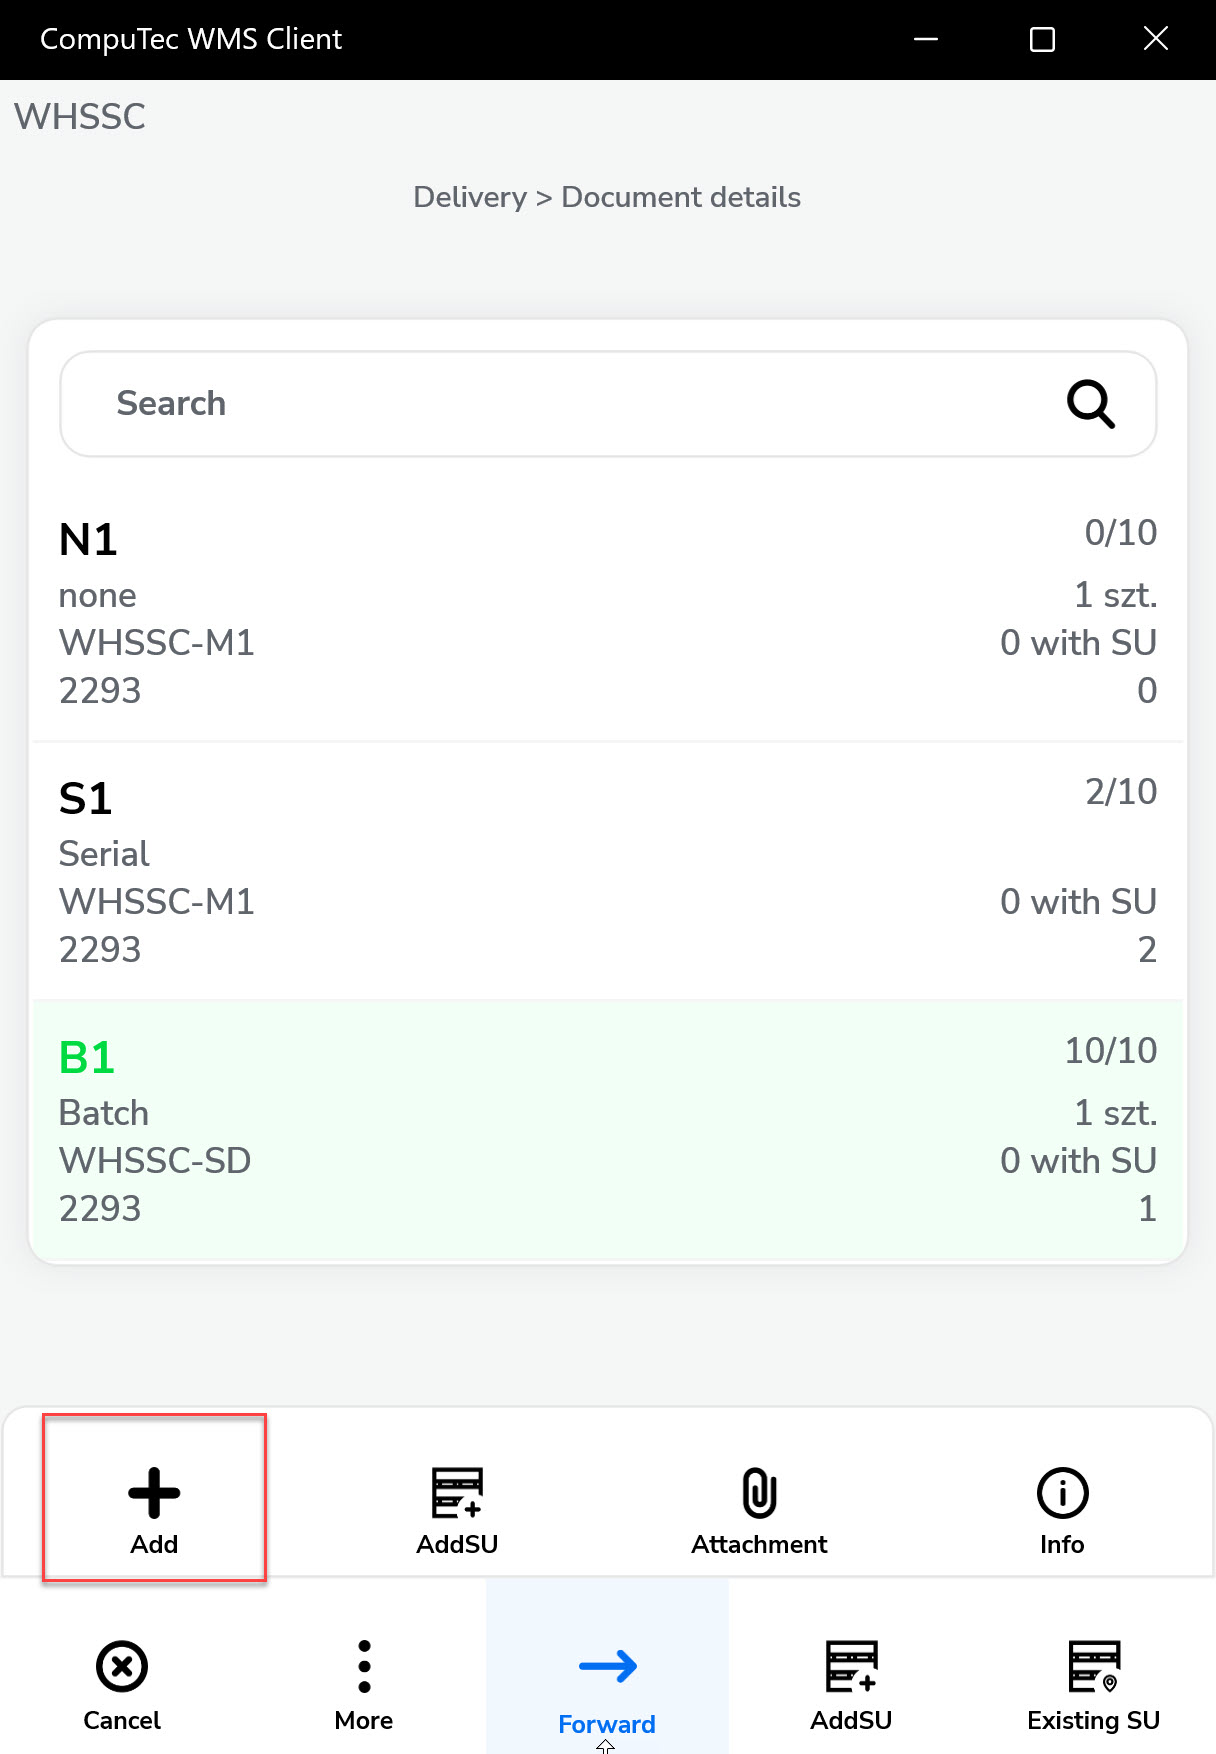 CompuTec WMS Client
WHSSC
Delivery > Document details
Search
N1 0/10
none 1 szt.
WHSSC-M1 0 with SU
2293 0
S1 2/10
Serial
WHSSC-M1 0 with SU
2293 2
B1 10/10
Batch 1 szt.
WHSSC-SD 0 with SU
2293 1
Add AddSU Attachment Info
Cancel More Forward AddSU Existing SU